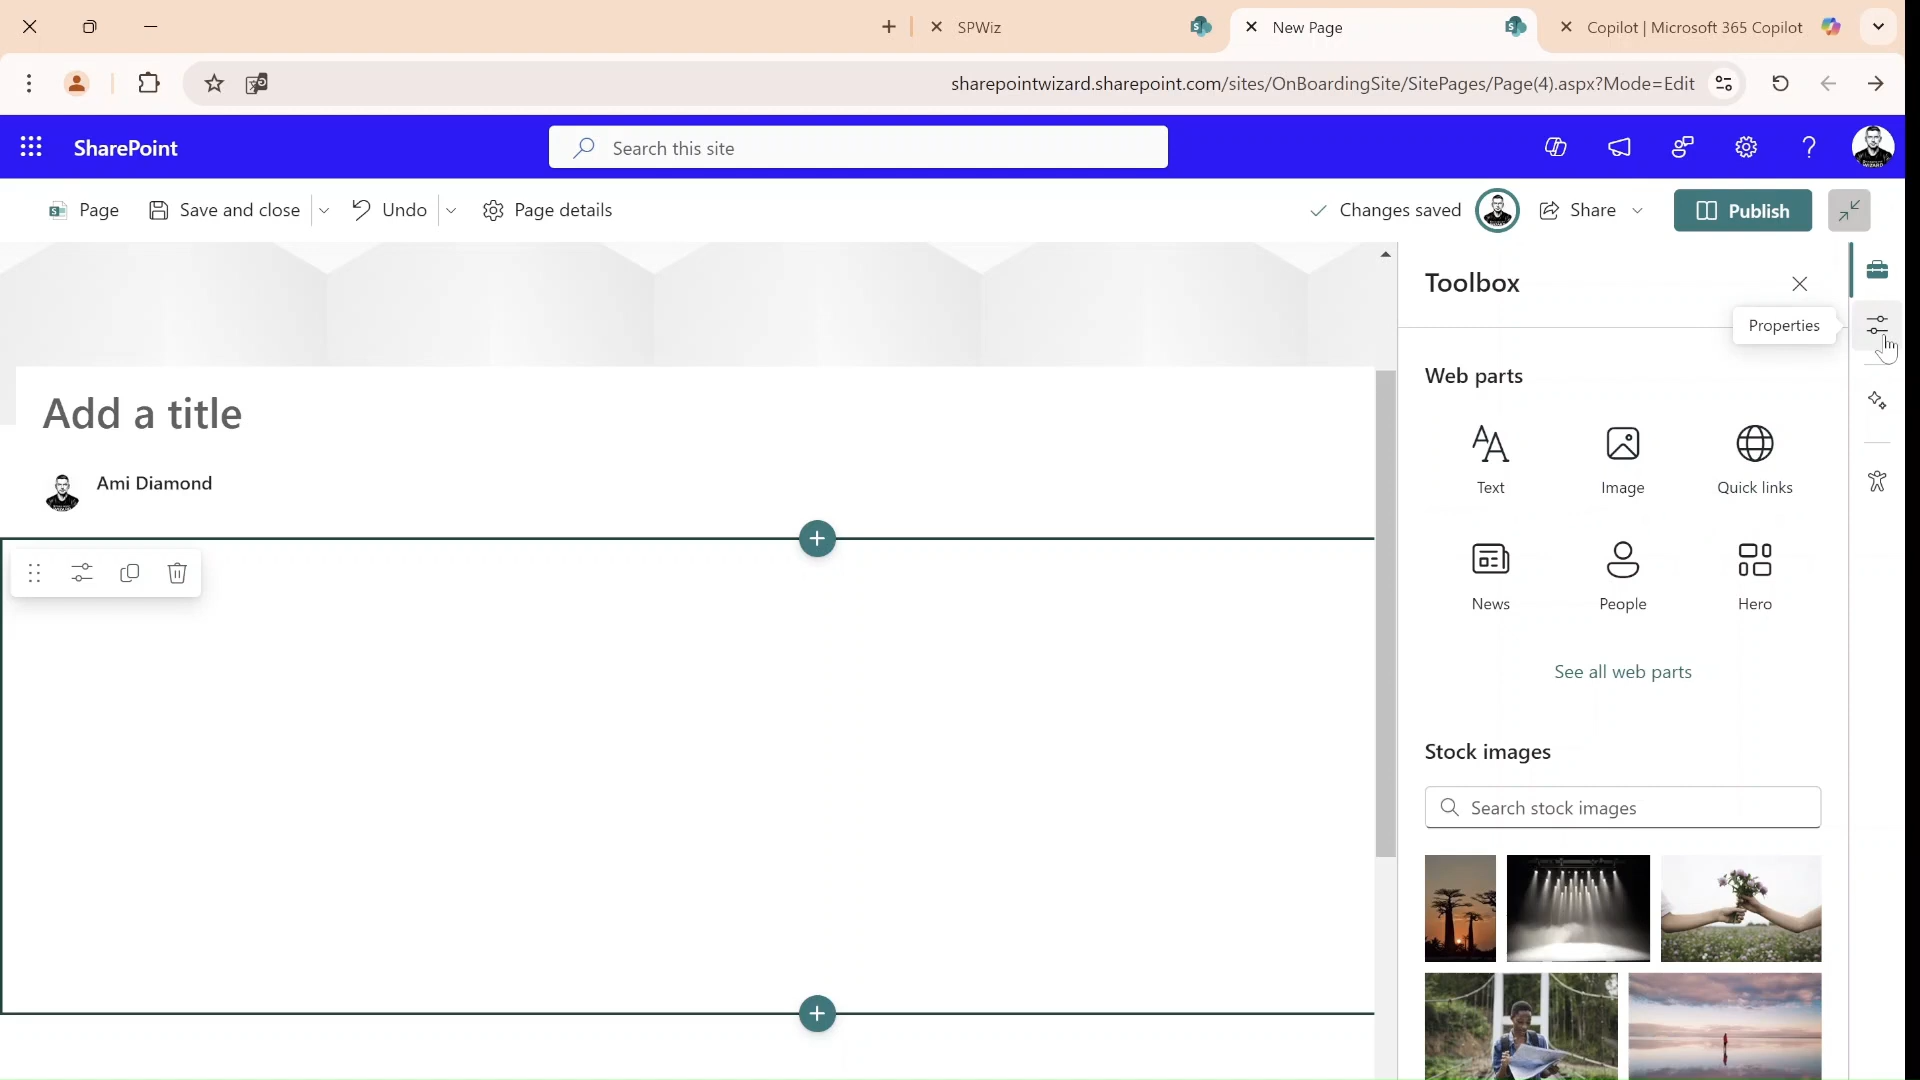 SPWiz
New Page
Copilot | Microsoft 365 Copilot
sharepointwizard.sharepoint.com/sites/OnBoardingSite/SitePages/Page(4).aspx?Mode=Edit
SharePoint
Search this site
Page
Save and close
Undo
Page details
Changes saved
Share
Publish
Toolbox
Properties
Web parts
Add a title
Ami Diamond
Text
Image
Quick links
News
People
Hero
See all web parts
Stock images
Search stock images